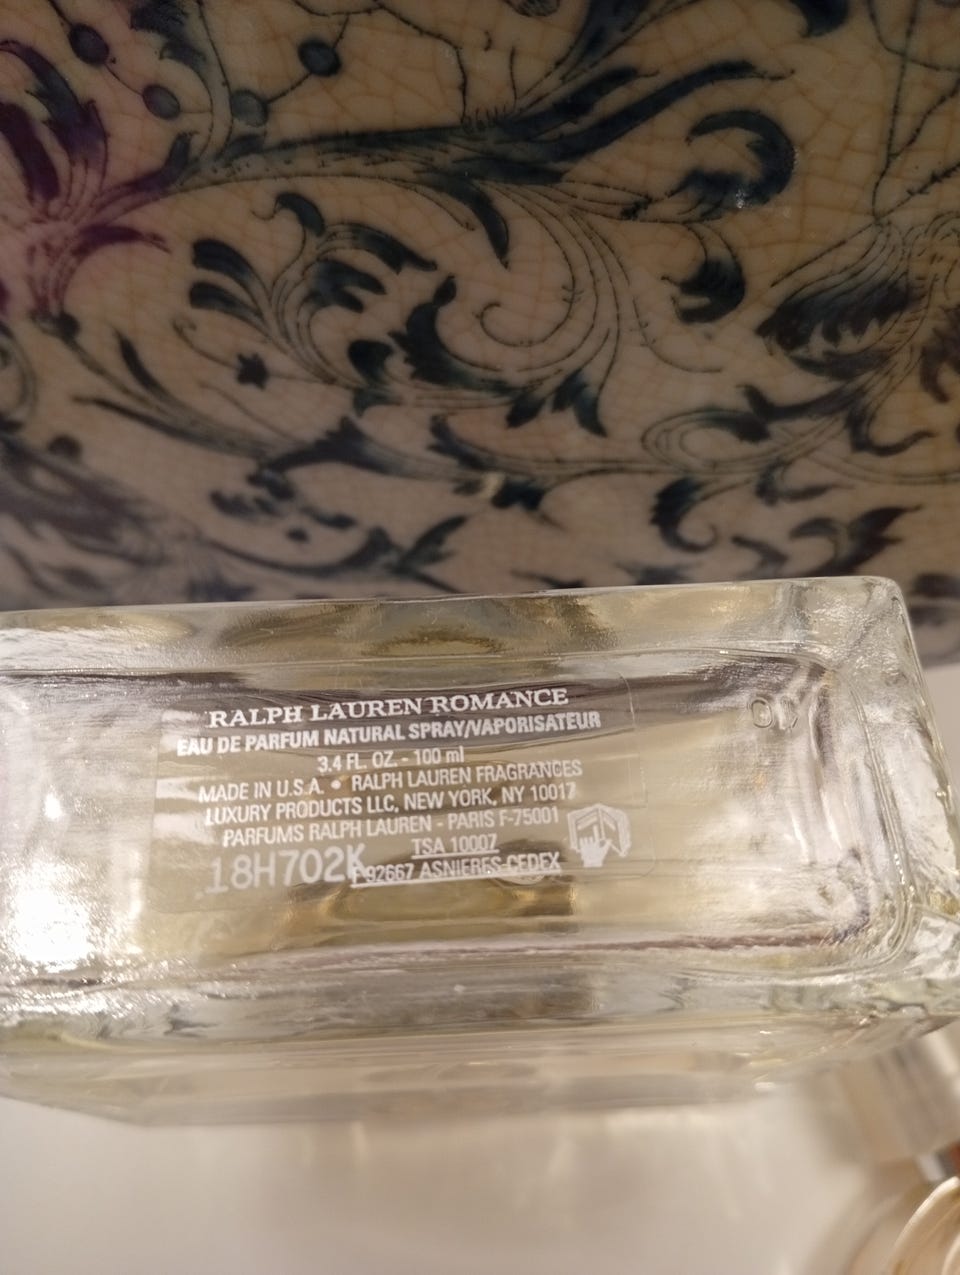 RALPH LAUREN ROMANCE
EAU DE PARFUM NATURAL SPRAY/VAPORISATEUR
3.4 FL. OZ. - 100 ml
MADE IN U.S.A. • RALPH LAUREN FRAGRANCES
LUXURY PRODUCTS LLC, NEW YORK, NY 10017
PARFUMS RALPH LAUREN - PARIS F-75001
TSA 10007
18H702K
F-92667 ASNIERES-CEDEX